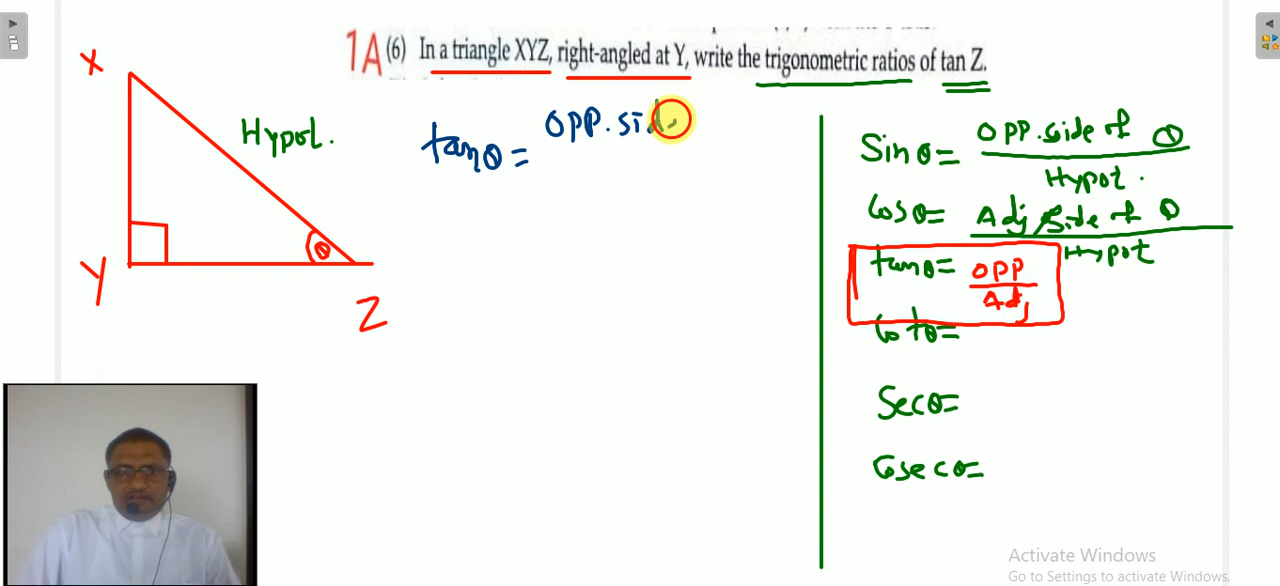 1A (6) In a triangle XYZ, right-angled at Y, write the trigonometric ratios of tan Z.
X
Hypot.
Y
θ
Z
tanθ = opp. sid
Sinθ = opp. side of θ
Hypot.
Cosθ = Adj. side of θ
Hypot
tanθ = opp
Adj
Cotθ=
Secθ=
Cosecθ=
Activate Windows
Go to Settings to activate Windows.